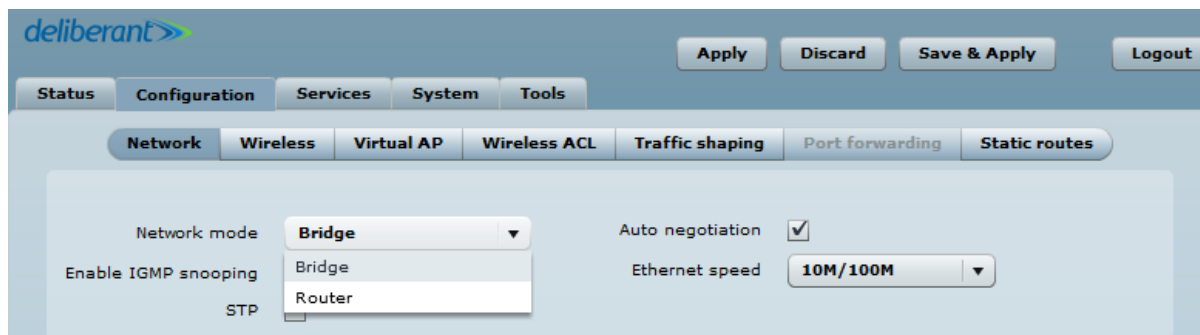 deliberant
Apply Discard Save & Apply Logout
Status Configuration Services System Tools
Network Wireless Virtual AP Wireless ACL Traffic shaping Port forwarding Static routes
Network mode Bridge Auto negotiation
Enable IGMP snooping Bridge Ethernet speed 10M/100M
STP Router